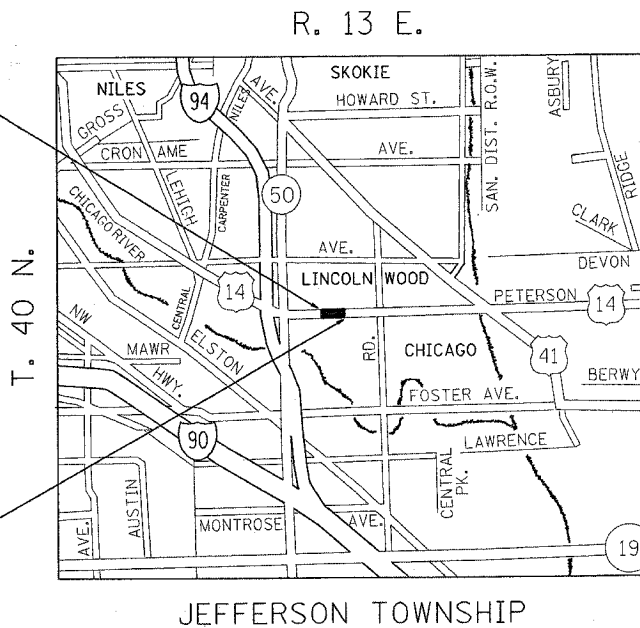 R. 13 E.
T. 40 N.
SKOKIE
NILES
94
NILES
AVE.
HOWARD ST.
SAN. DIST. R.O.W.
ASBURY
GROSS
CRON AME
AVE.
LEHIGH
CARPENTER
50
RIDGE
CLARK
CHICAGO RIVER
AVE.
DEVON
LINCOLN WOOD
14
PETERSON
14
CENTRAL
NW
HWY.
MAWR
ELSTON
RD.
CHICAGO
41
BERWY
FOSTER AVE.
90
LAWRENCE
CENTRAL
PK.
AVE.
AUSTIN
MONTROSE
AVE.
19
JEFFERSON TOWNSHIP